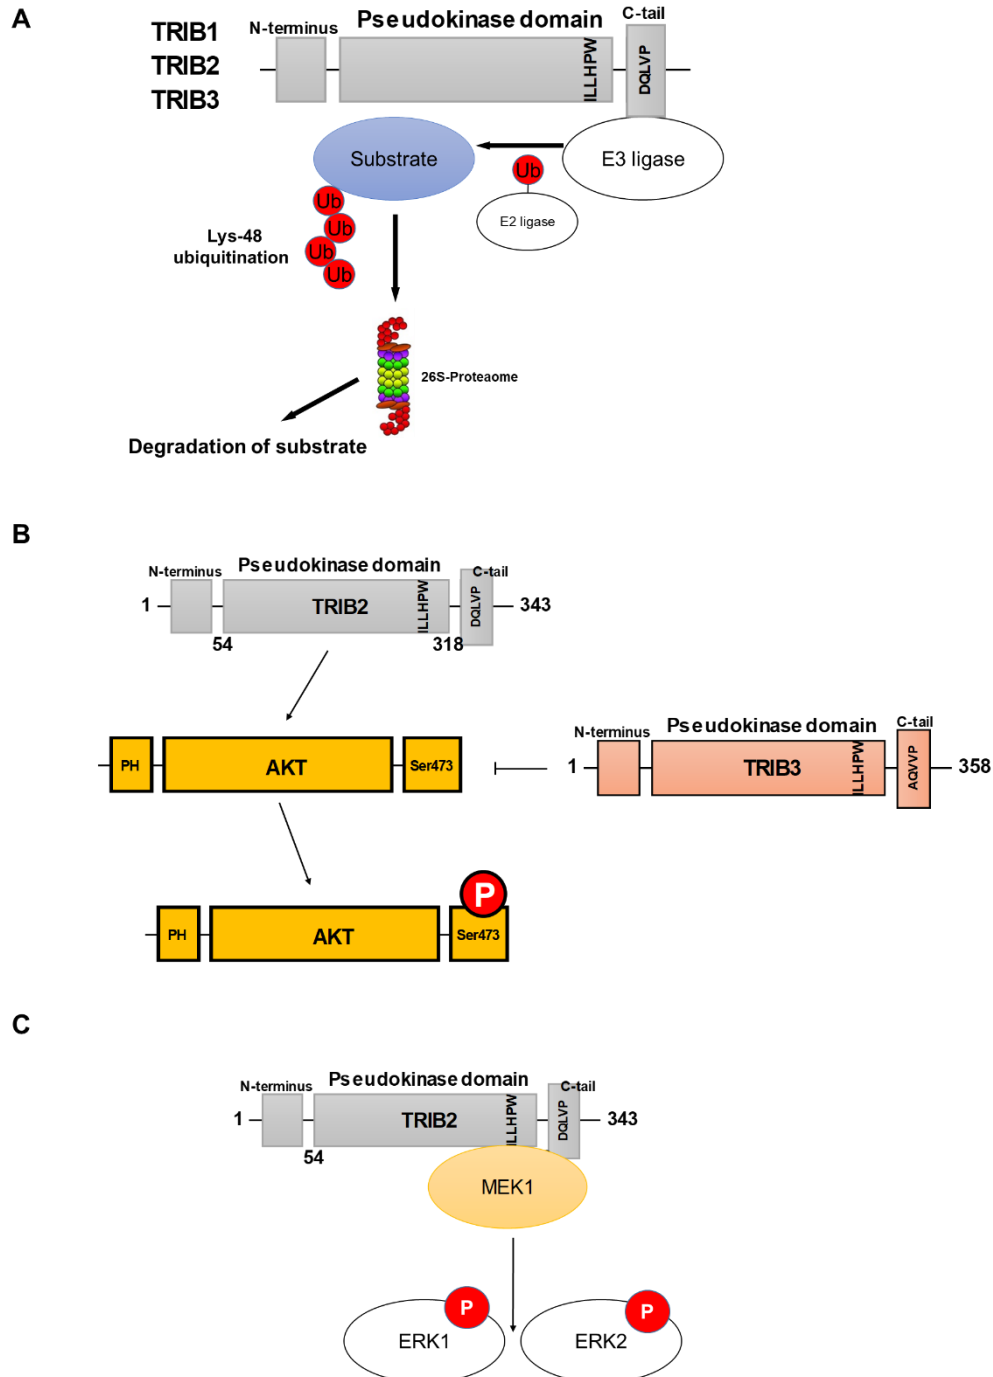 A
TRIB1
TRIB2
TRIB3
N-terminus
Pseudokinase domain
C-tail
ILLHPW
DQLVP
Substrate
E3 ligase
Ub
E2 ligase
Ub
Ub
Ub
Ub
Lys-48
ubiquitination
26S-Proteaome
Degradation of substrate
B
N-terminus
Pseudokinase domain
C-tail
1
TRIB2
ILLHPW
DQLVP
343
54
318
PH
AKT
Ser473
N-terminus
Pseudokinase domain
C-tail
1
TRIB3
ILLHPW
AQVVP
358
P
PH
AKT
Ser473
C
N-terminus
Pseudokinase domain
C-tail
1
TRIB2
ILLHPW
DQLVP
343
54
MEK1
P
P
ERK1
ERK2